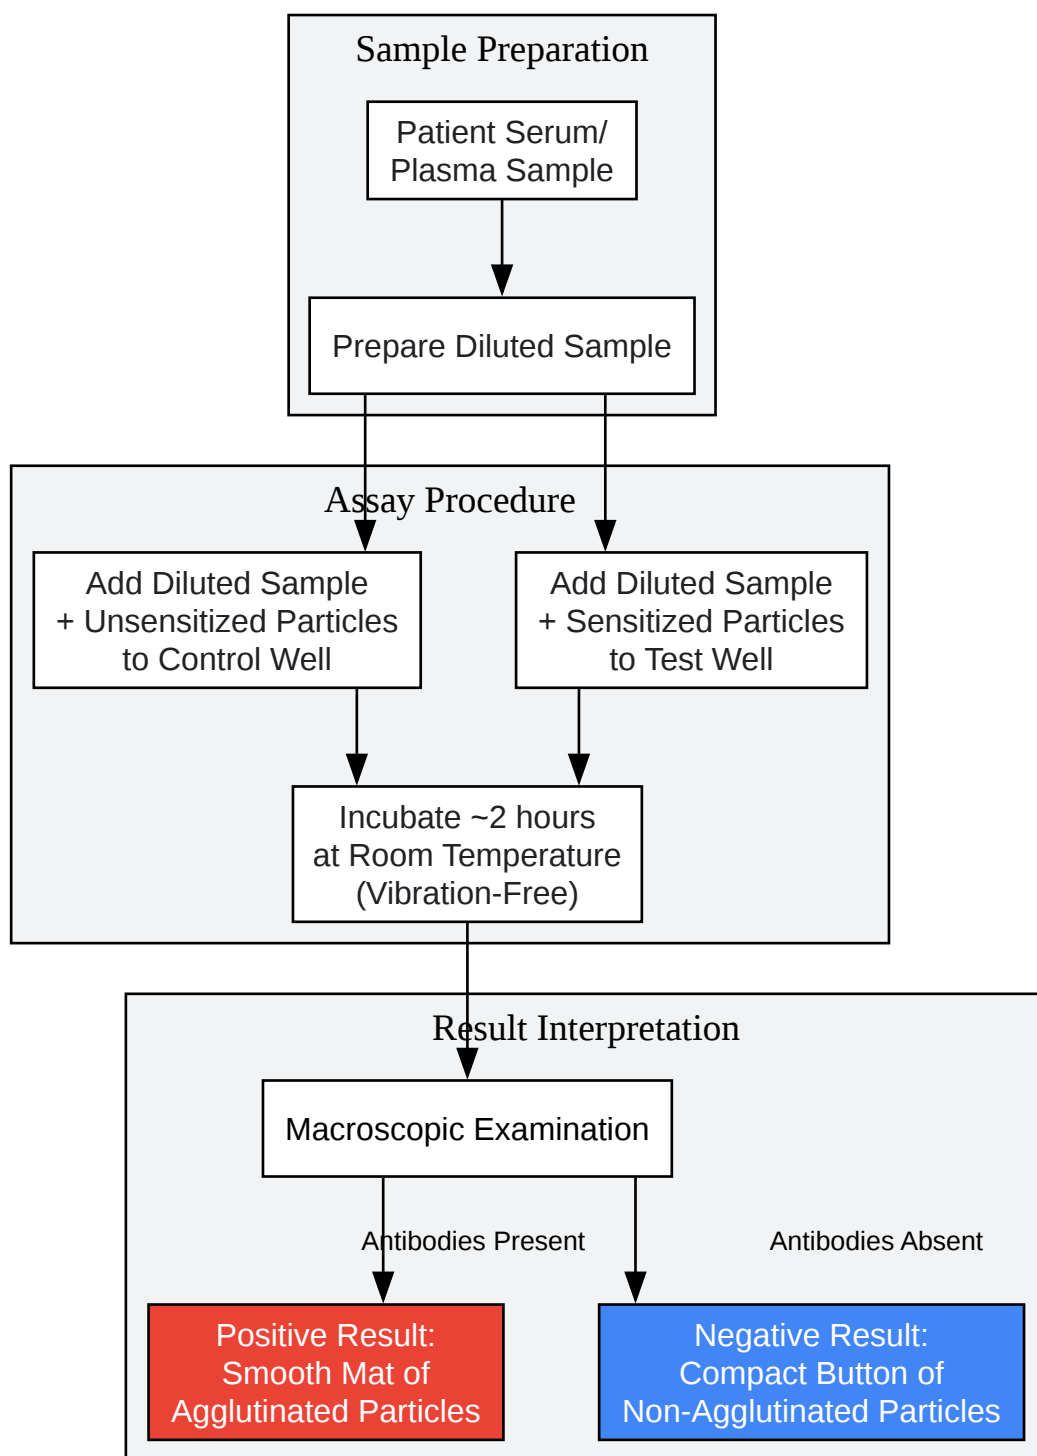 Sample Preparation
Patient Serum/
Plasma Sample
Prepare Diluted Sample
Assay Procedure
Add Diluted Sample
+ Unsensitized Particles
to Control Well
Add Diluted Sample
+ Sensitized Particles
to Test Well
Incubate ~2 hours
at Room Temperature
(Vibration-Free)
Result Interpretation
Macroscopic Examination
Antibodies Present
Antibodies Absent
Positive Result:
Smooth Mat of
Agglutinated Particles
Negative Result:
Compact Button of
Non-Agglutinated Particles